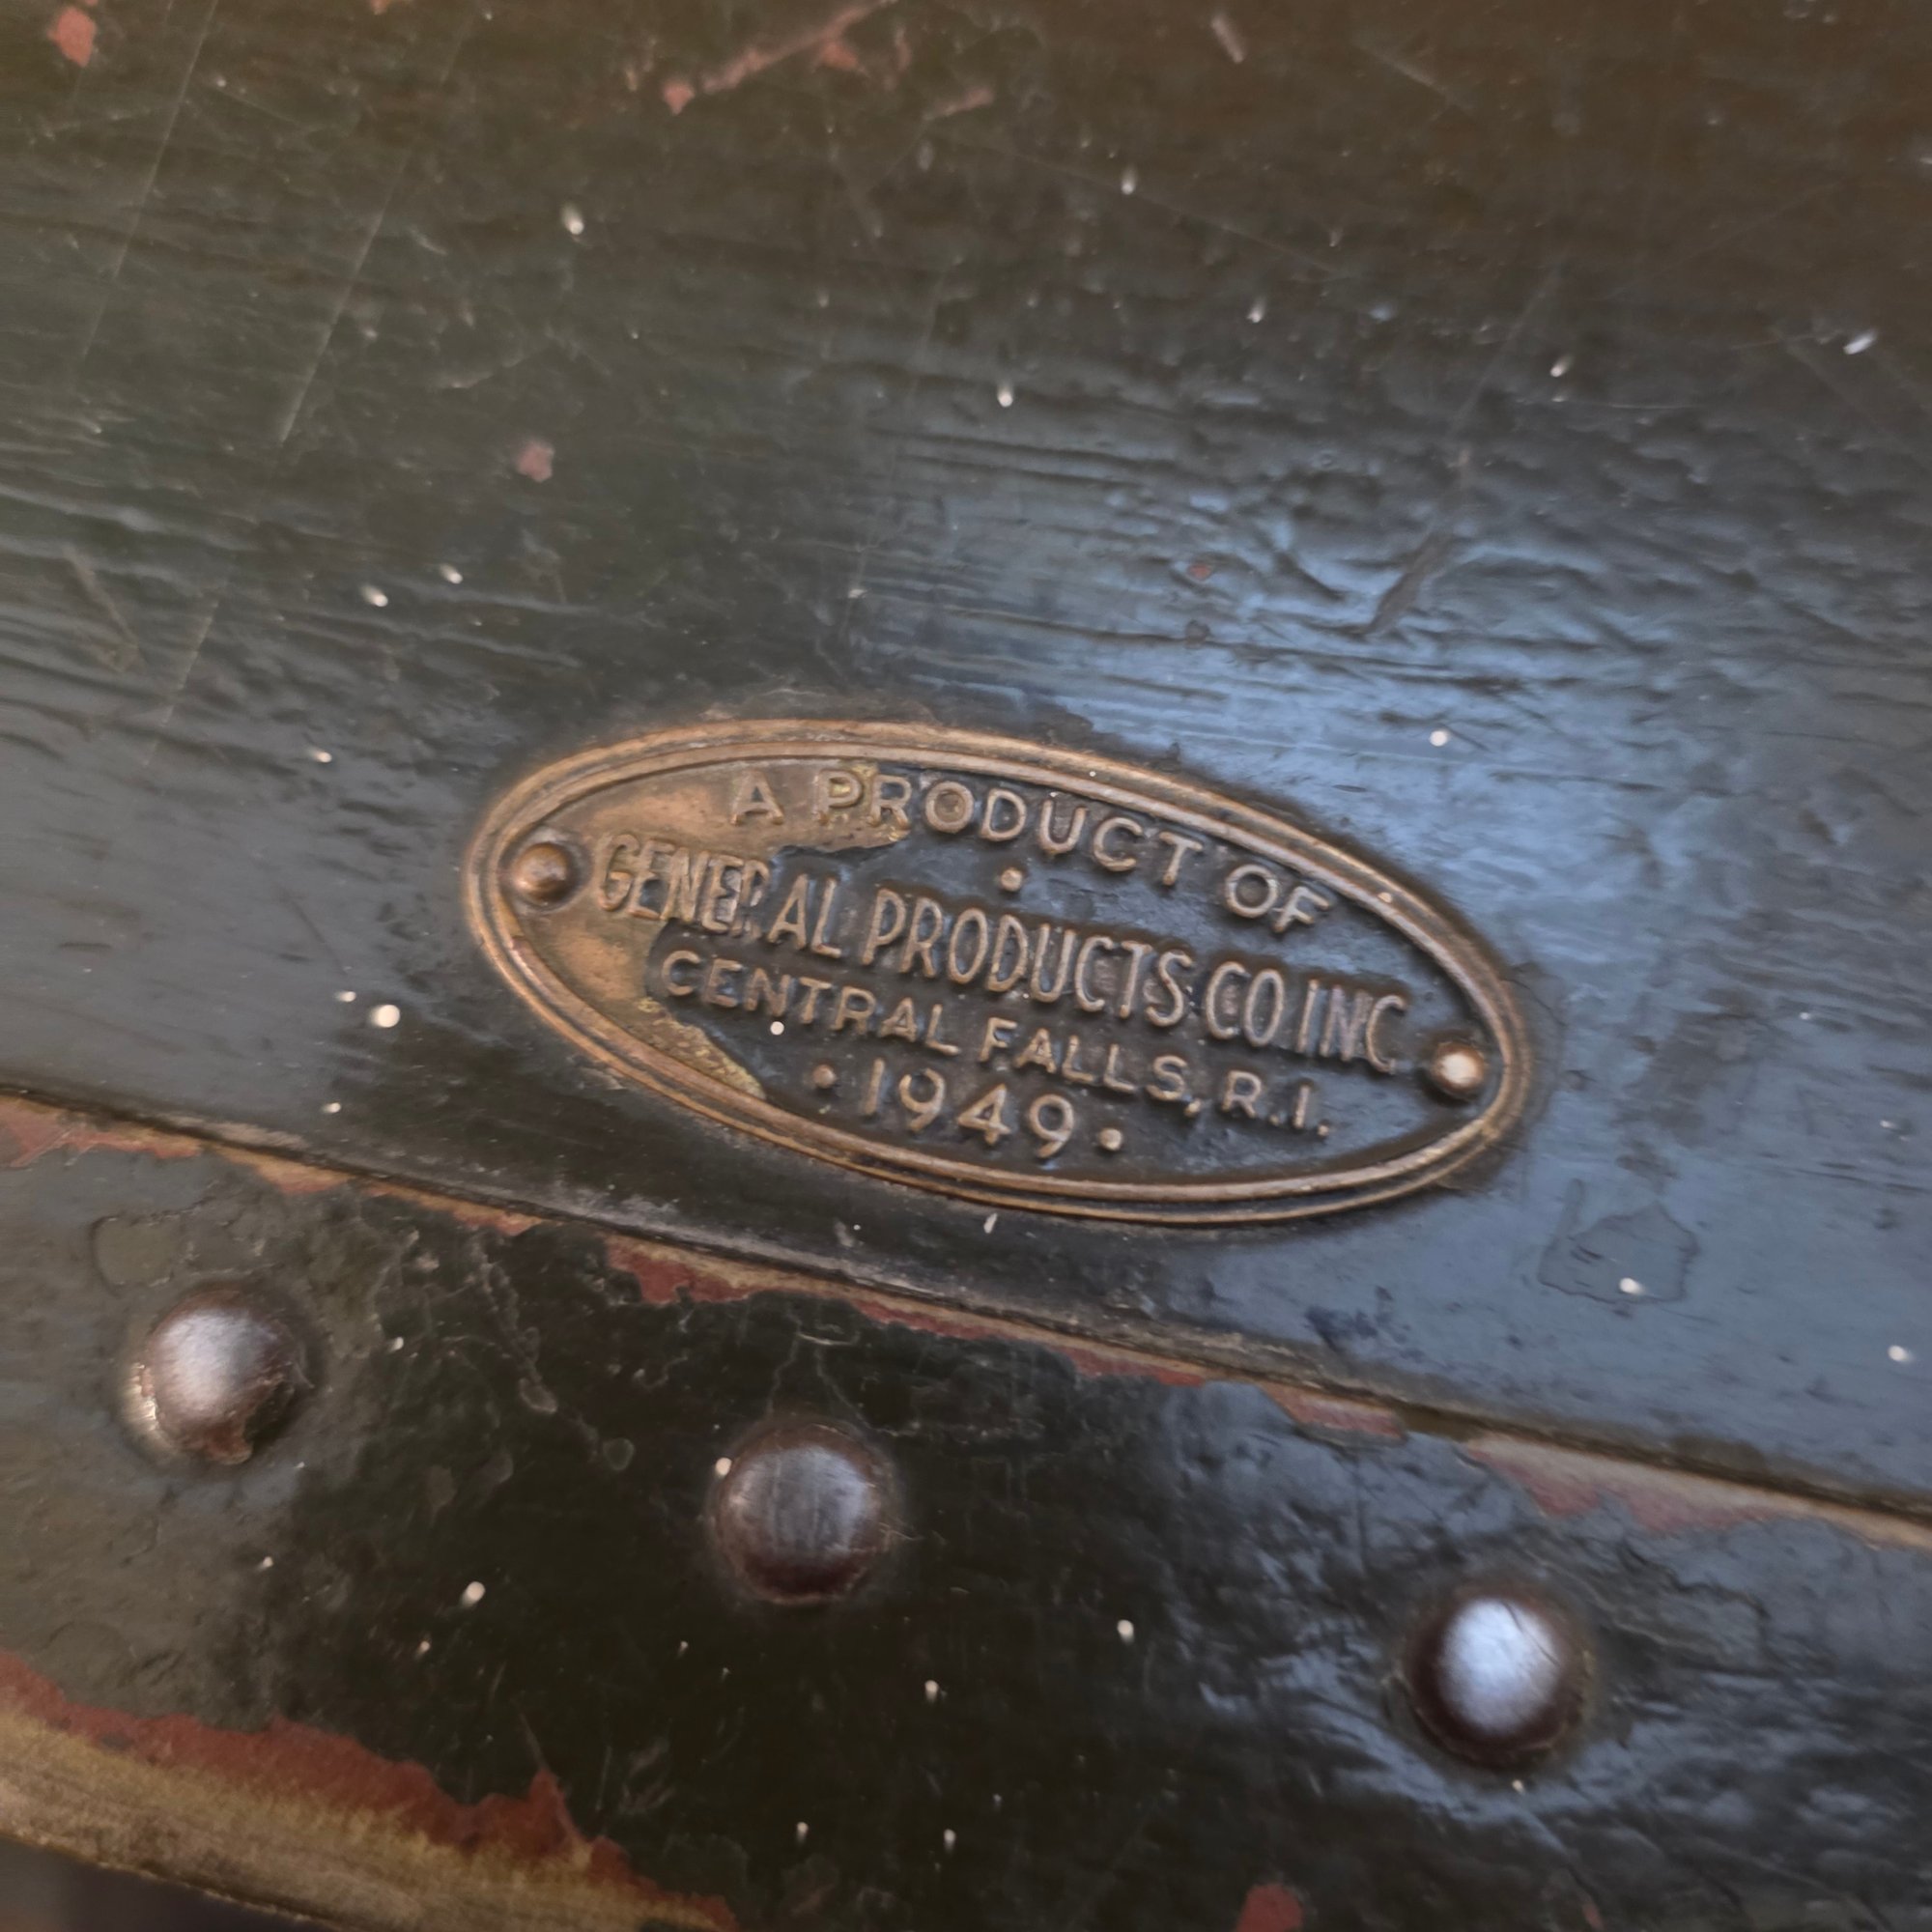 A PRODUCT OF
GENERAL PRODUCTS CO INC
CENTRAL FALLS, R.I.
• 1949 •